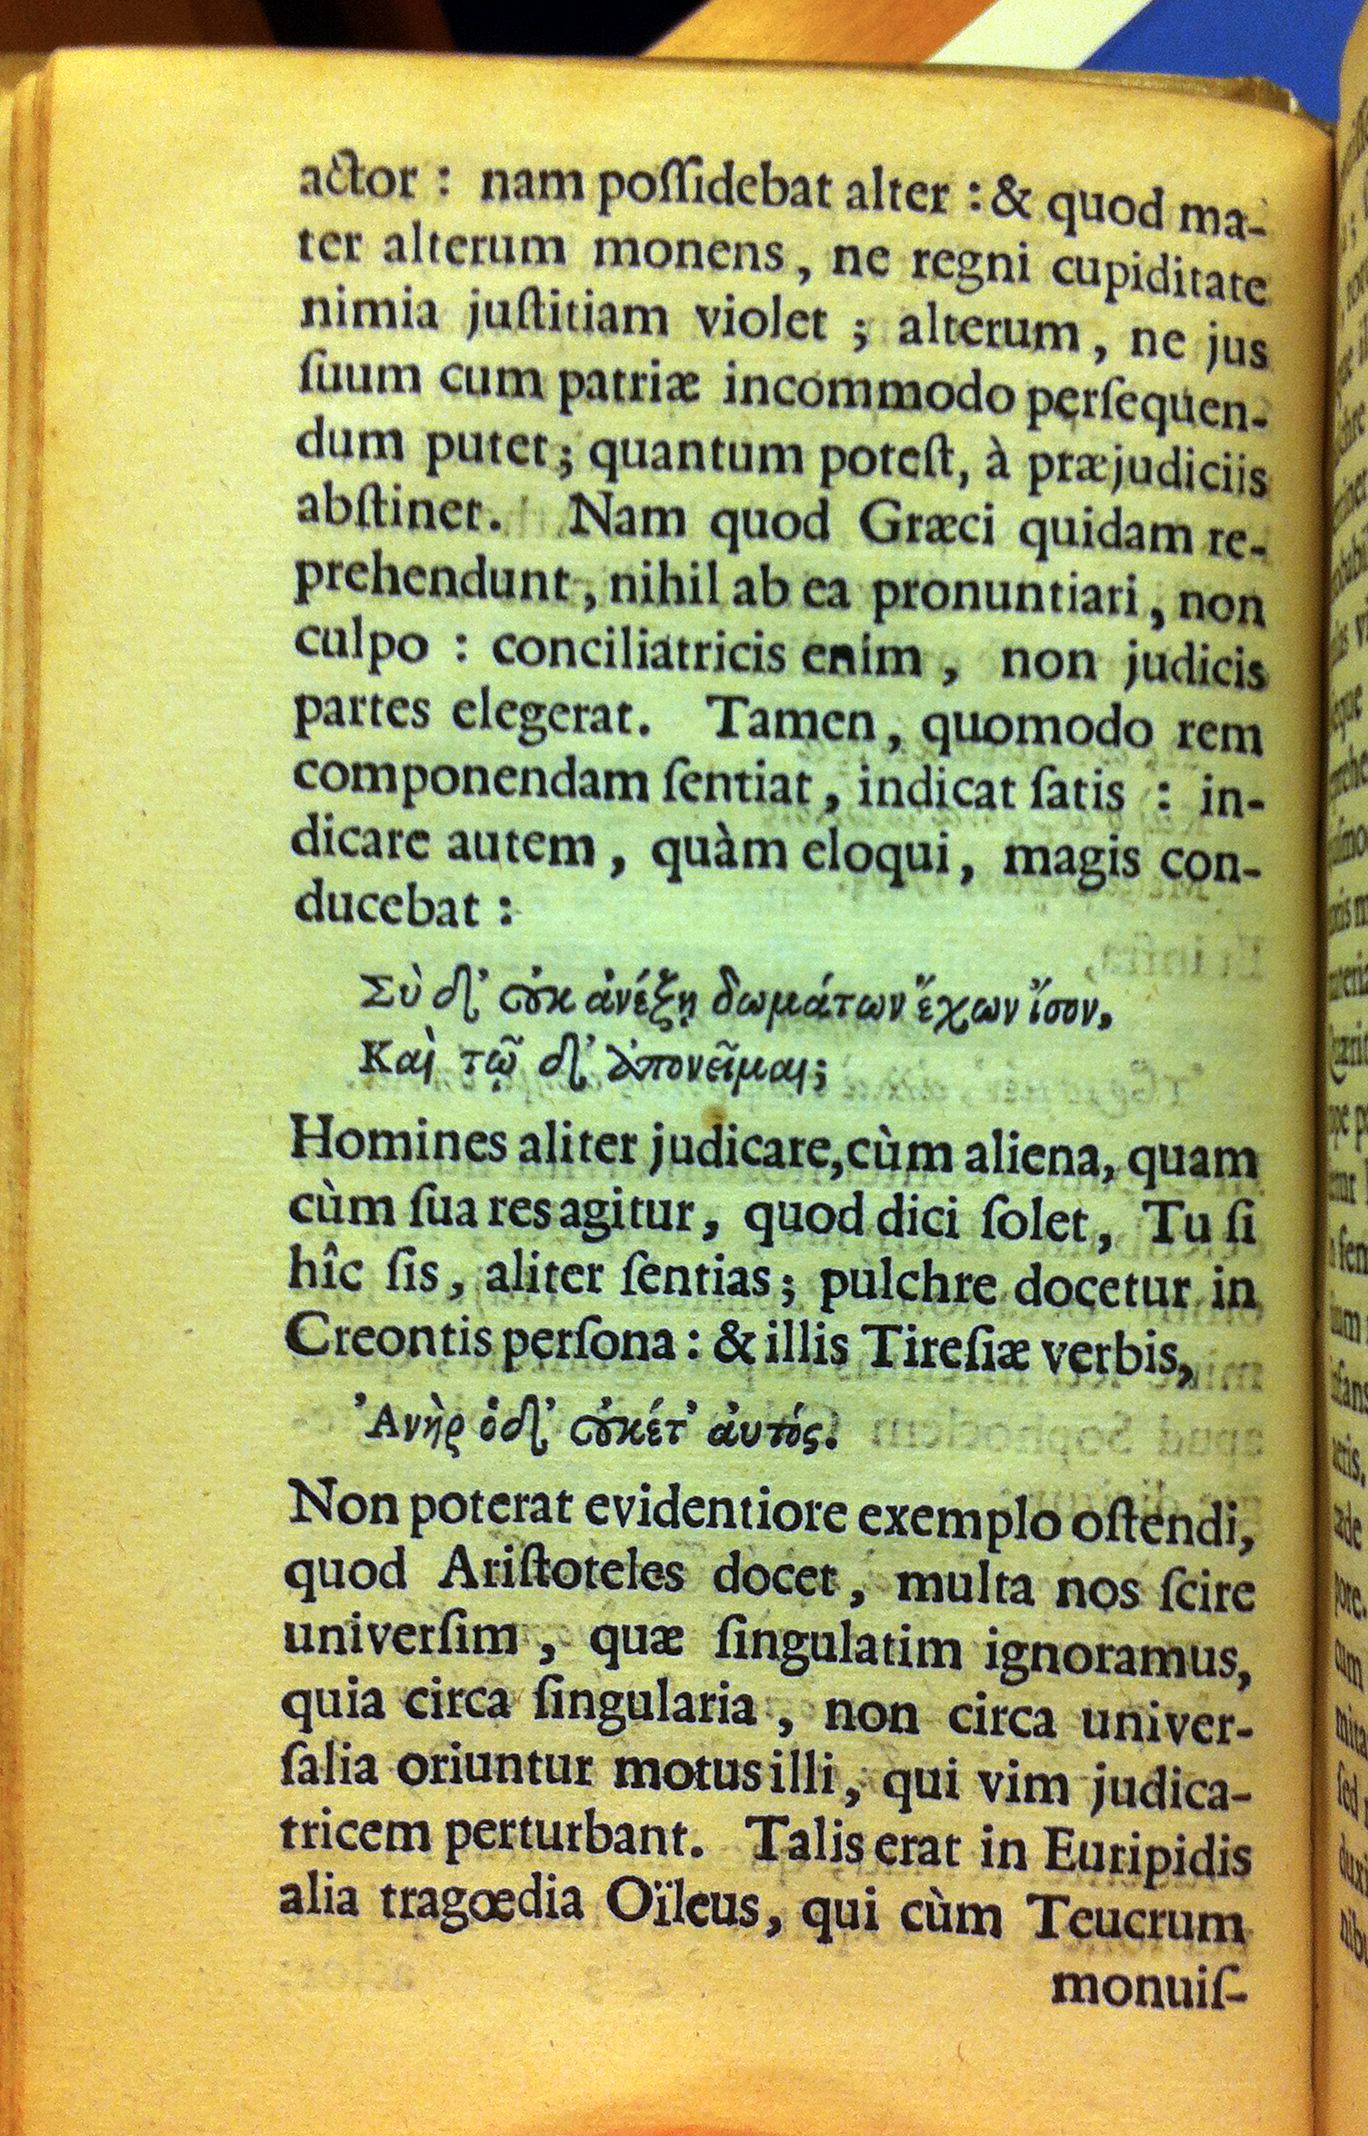 actor : nam poſſidebat alter : & quod ma-
ter alterum monens, ne regni cupiditate
nimia juſtitiam violet ; alterum, ne jus
ſuum cum patriæ incommodo perſequen-
dum putet; quantum poteſt, à præjudiciis
abſtinet. Nam quod Græci quidam re-
prehendunt, nihil ab ea pronuntiari, non
culpo : conciliatricis enim, non judicis
partes elegerat. Tamen, quomodo rem
componendam ſentiat, indicat ſatis : in-
dicare autem, quàm eloqui, magis con-
ducebat :
Σὺ δ᾽ οὐκ ἀνέξῃ δωμάτων ἔχων ἴσον,
Καὶ τῷ δ᾽ ἀπονεῖμαι;
Homines aliter judicare, cùm aliena, quam
cùm ſua res agitur, quod dici ſolet, Tu ſi
hîc ſis, aliter ſentias; pulchre docetur in
Creontis perſona : & illis Tireſiæ verbis,
Ἀνὴρ ὁδ᾽ οὐκέτ᾽ αὐτός.
Non poterat evidentiore exemplo oſtendi,
quod Ariſtoteles docet, multa nos ſcire
univerſim, quæ ſingulatim ignoramus,
quia circa ſingularia, non circa univer-
ſalia oriuntur motus illi, qui vim judica-
tricem perturbant. Talis erat in Euripidis
alia tragœdia Oïleus, qui cùm Teucrum
monuiſ-